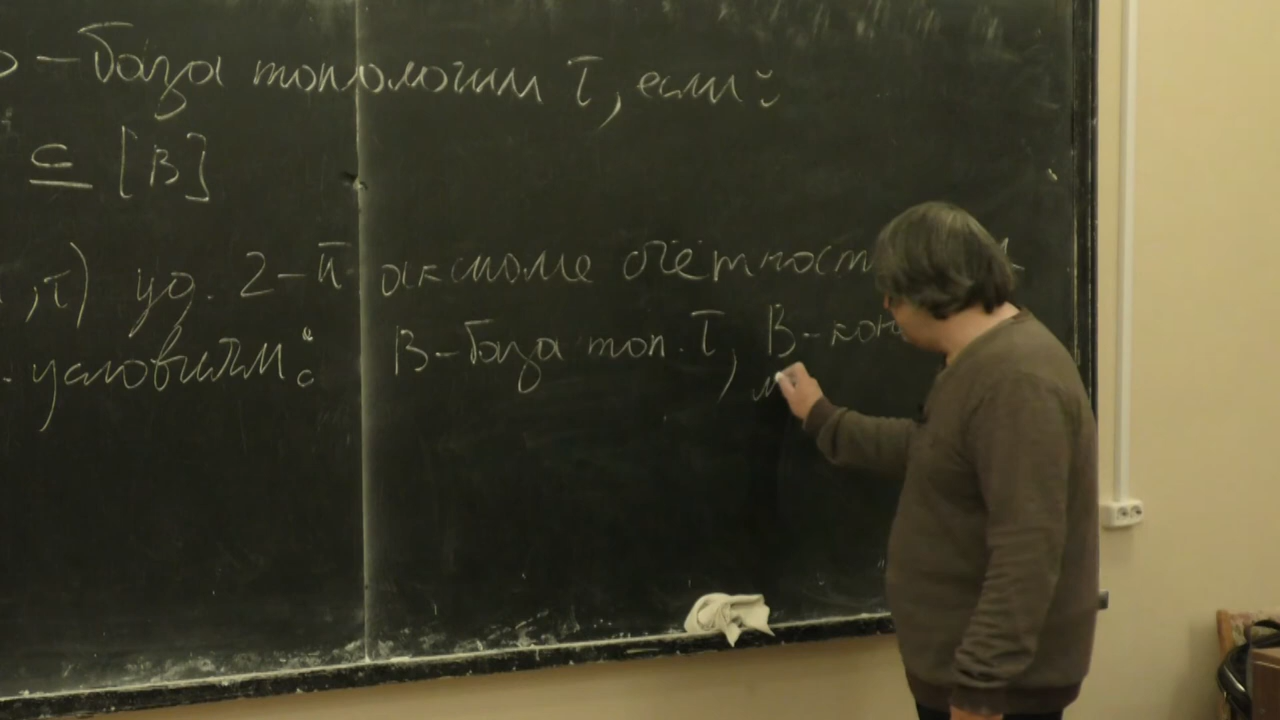 – база топологии τ, если:
⊆ [B]
, τ) уд. 2-й аксиоме счётност
условиям: B – база топ. τ, B – кон